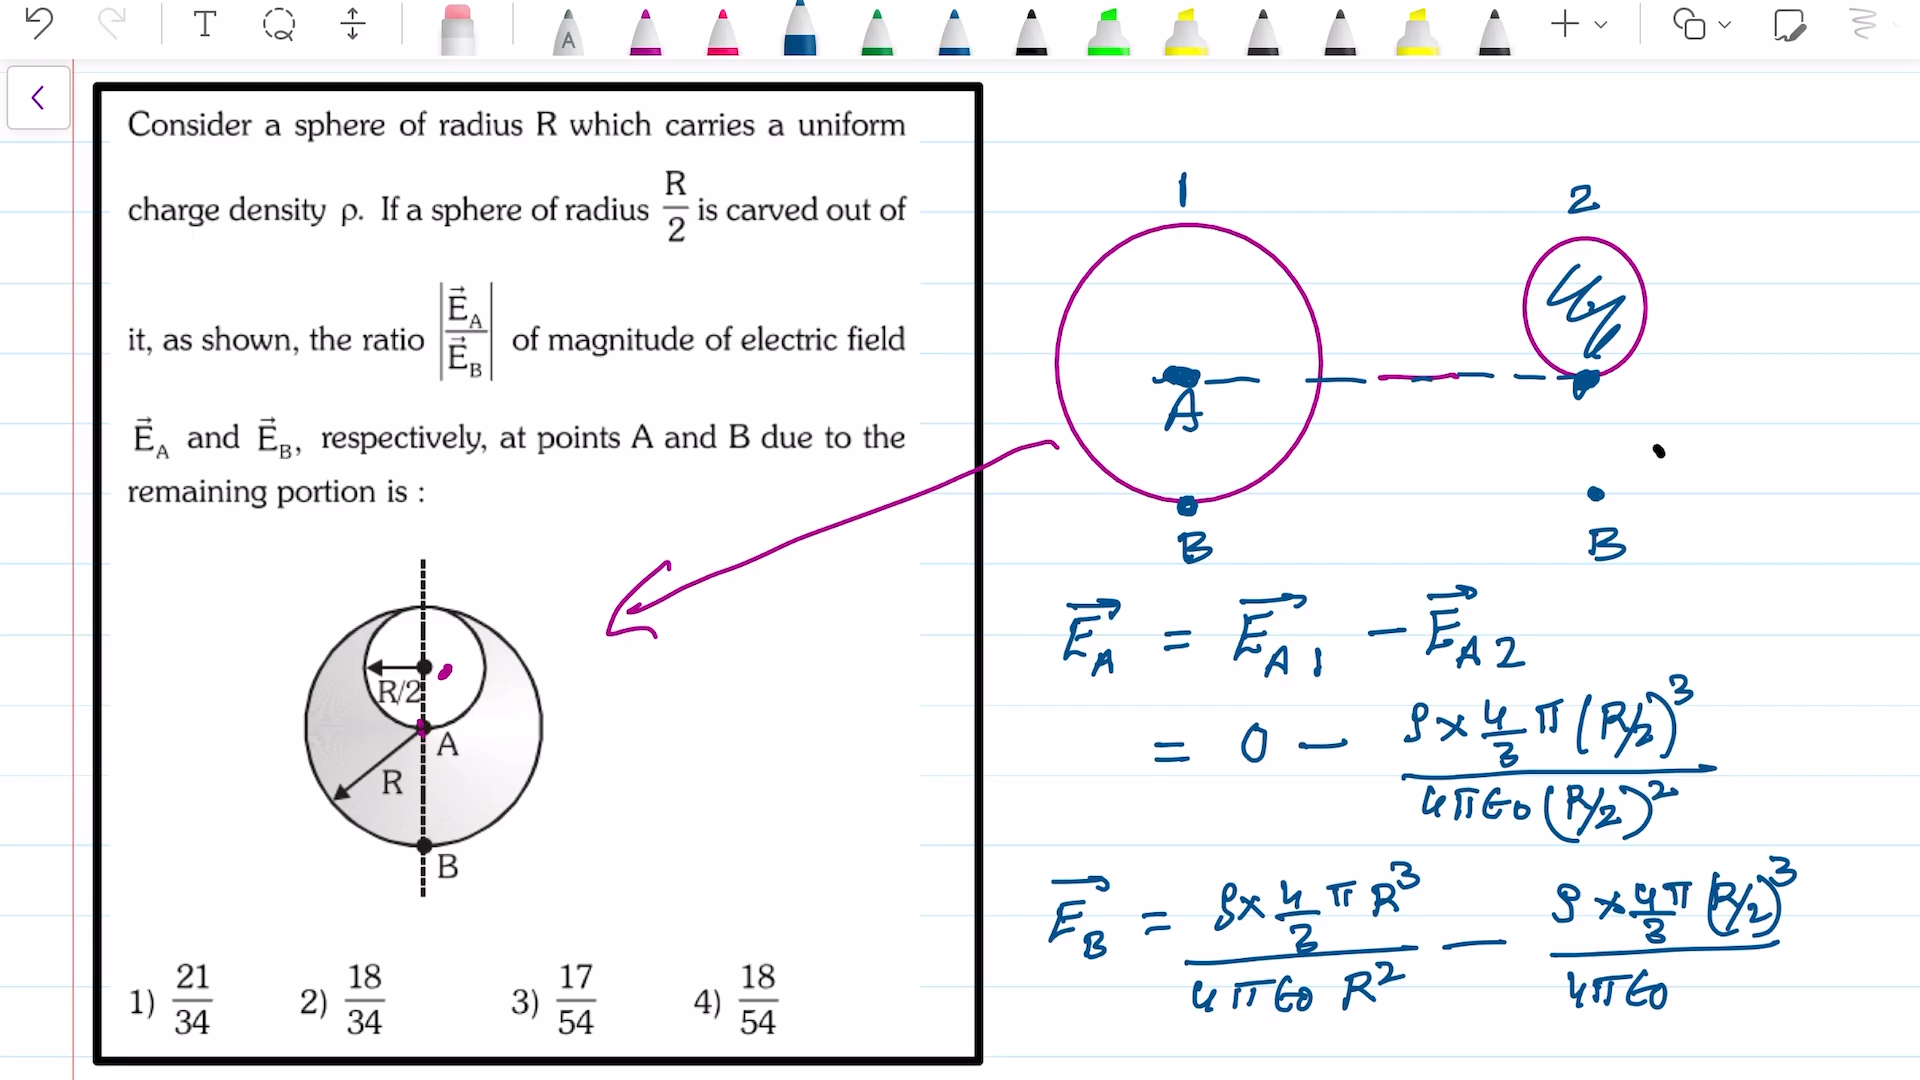 Consider a sphere of radius R which carries a uniform
charge density ρ. If a sphere of radius R/2 is carved out of
it, as shown, the ratio |E⃗_A/E⃗_B| of magnitude of electric field
E⃗_A and E⃗_B, respectively, at points A and B due to the
remaining portion is :
R/2
A
R
B
1) 21/34 2) 18/34 3) 17/54 4) 18/54
1 2
A
B B
E⃗_A = E⃗_A1 − E⃗_A2
= 0 − (ρ × 4/3 π (R/2)^3)/(4πε0 (R/2)^2)
E⃗_B = (ρ × 4/3 π R^3)/(4πε0 R^2) − (ρ × 4/3 π (R/2)^3)/(4πε0
T
A